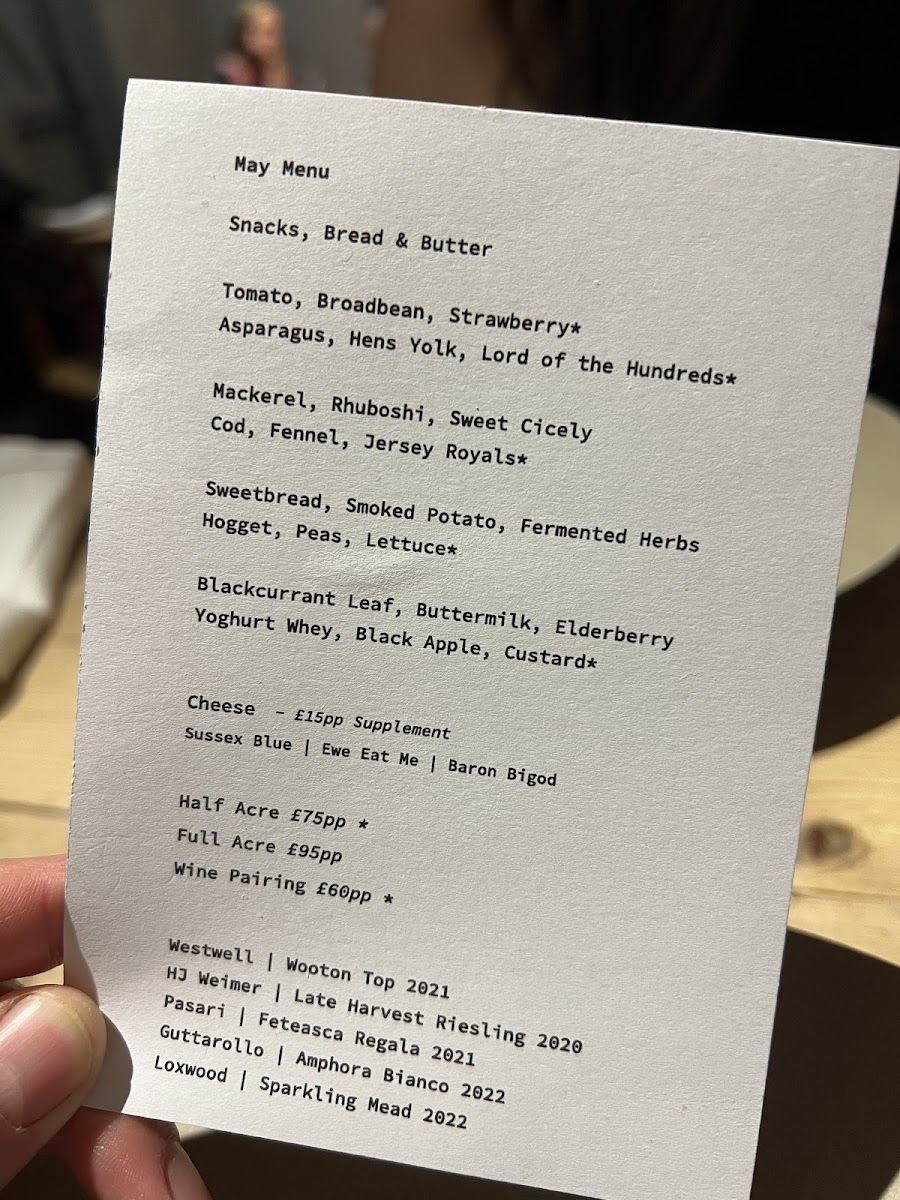 May Menu
Snacks, Bread & Butter
Tomato, Broadbean, Strawberry*
Asparagus, Hens Yolk, Lord of the Hundreds*
Mackerel, Rhuboshi, Sweet Cicely
Cod, Fennel, Jersey Royals*
Sweetbread, Smoked Potato, Fermented Herbs
Hogget, Peas, Lettuce*
Blackcurrant Leaf, Buttermilk, Elderberry
Yoghurt Whey, Black Apple, Custard*
Cheese – £15pp Supplement
Sussex Blue | Ewe Eat Me | Baron Bigod
Half Acre £75pp *
Full Acre £95pp
Wine Pairing £60pp *
Westwell | Wooton Top 2021
HJ Weimer | Late Harvest Riesling 2020
Pasari | Feteasca Regala 2021
Guttarollo | Amphora Bianco 2022
Loxwood | Sparkling Mead 2022